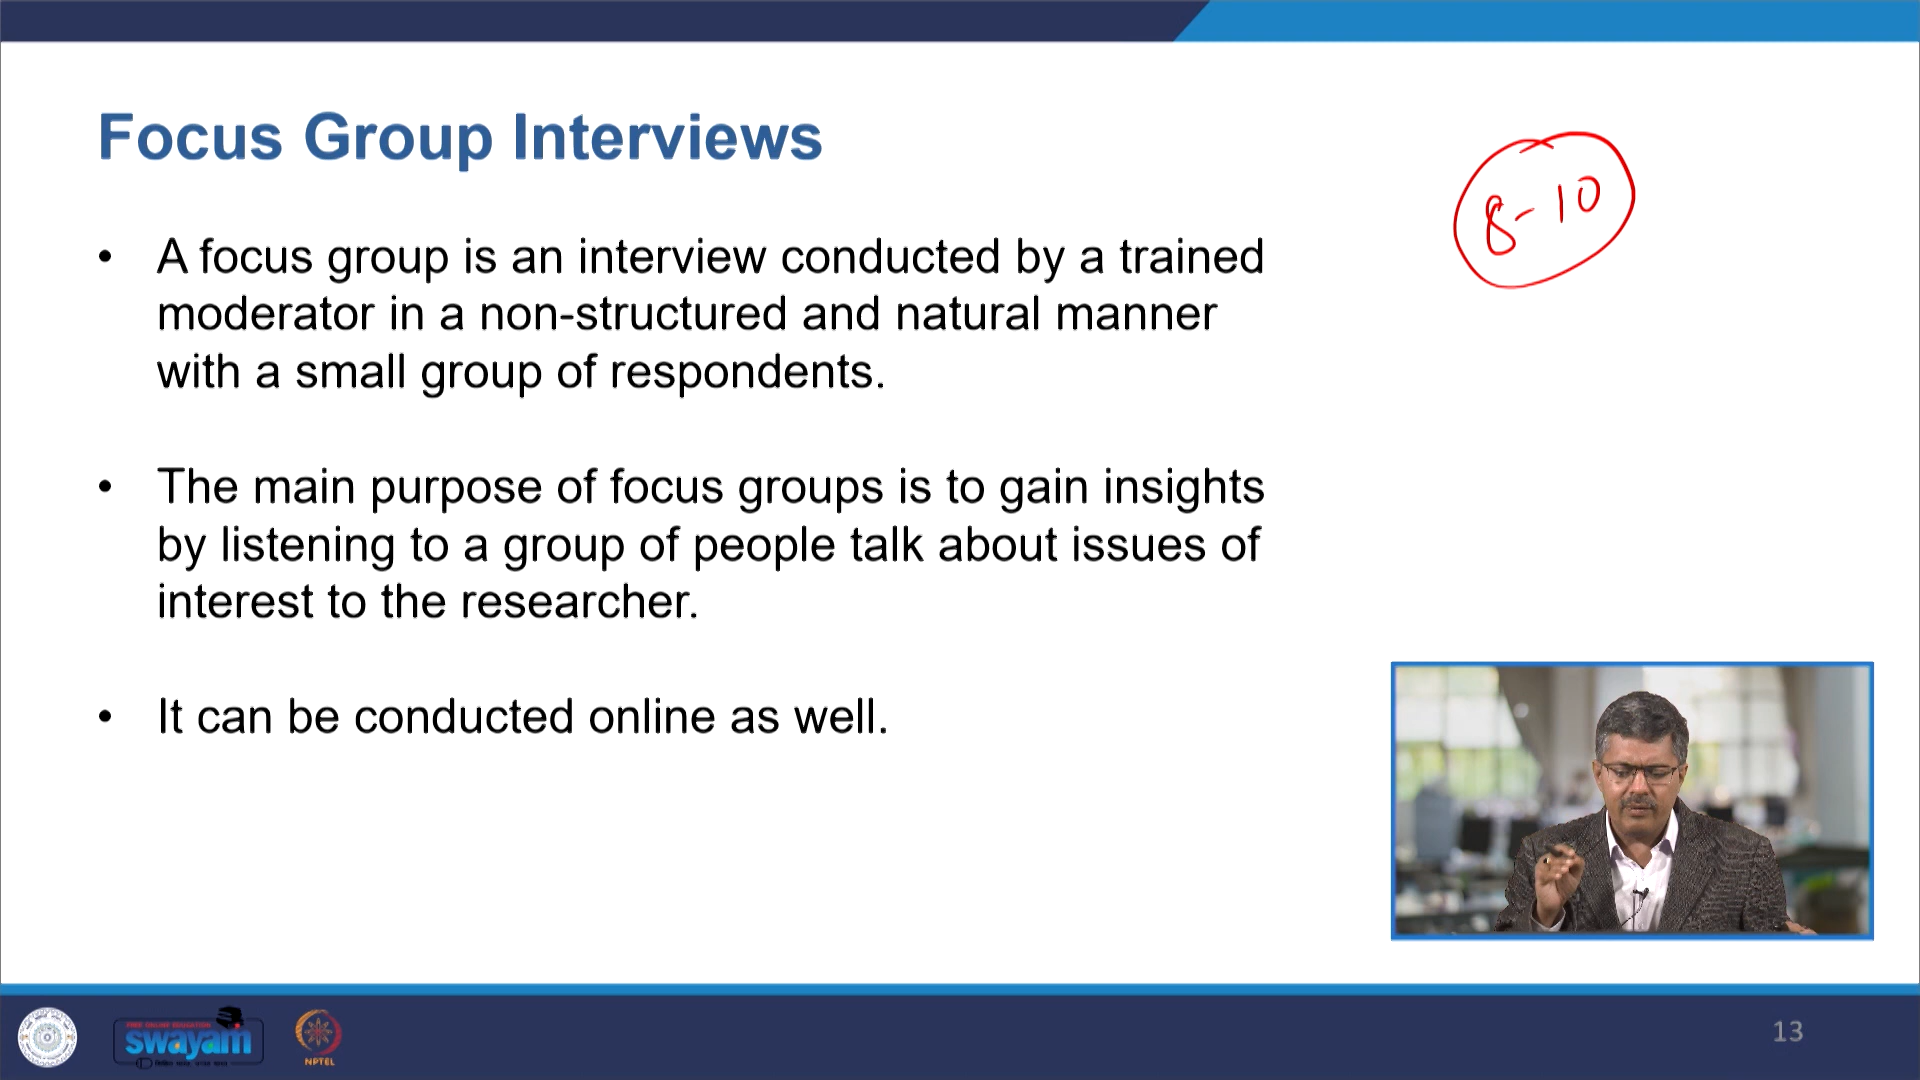 Focus Group Interviews
8-10
• A focus group is an interview conducted by a trained
moderator in a non-structured and natural manner
with a small group of respondents.
• The main purpose of focus groups is to gain insights
by listening to a group of people talk about issues of
interest to the researcher.
• It can be conducted online as well.
FREE ONLINE EDUCATION
swayam
NPTEL
13